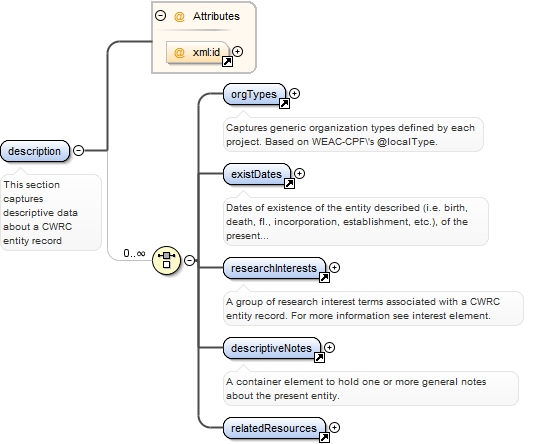 @ Attributes
@ xml:id
orgTypes
Captures generic organization types defined by each
project. Based on WEAC-CPF\'s @localType.
description
This section
captures
descriptive data
about a CWRC
entity record
existDates
Dates of existence of the entity described (i.e. birth,
death, fl., incorporation, establishment, etc.), of the
present...
0..∞
researchInterests
A group of research interest terms associated with a CWRC
entity record. For more information see interest element.
descriptiveNotes
A container element to hold one or more general notes
about the present entity.
relatedResources